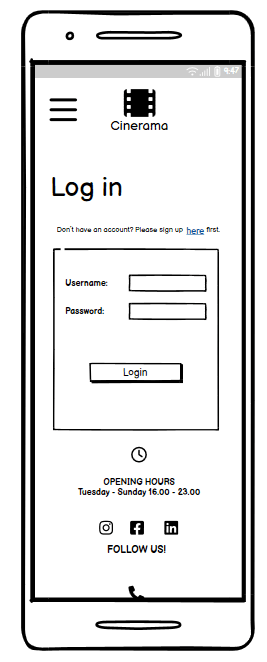 9:47
Cinerama
Log in
Don't have an account? Please sign up here first.
Username:
Password:
Login
OPENING HOURS
Tuesday - Sunday 16.00 - 23.00
FOLLOW US!